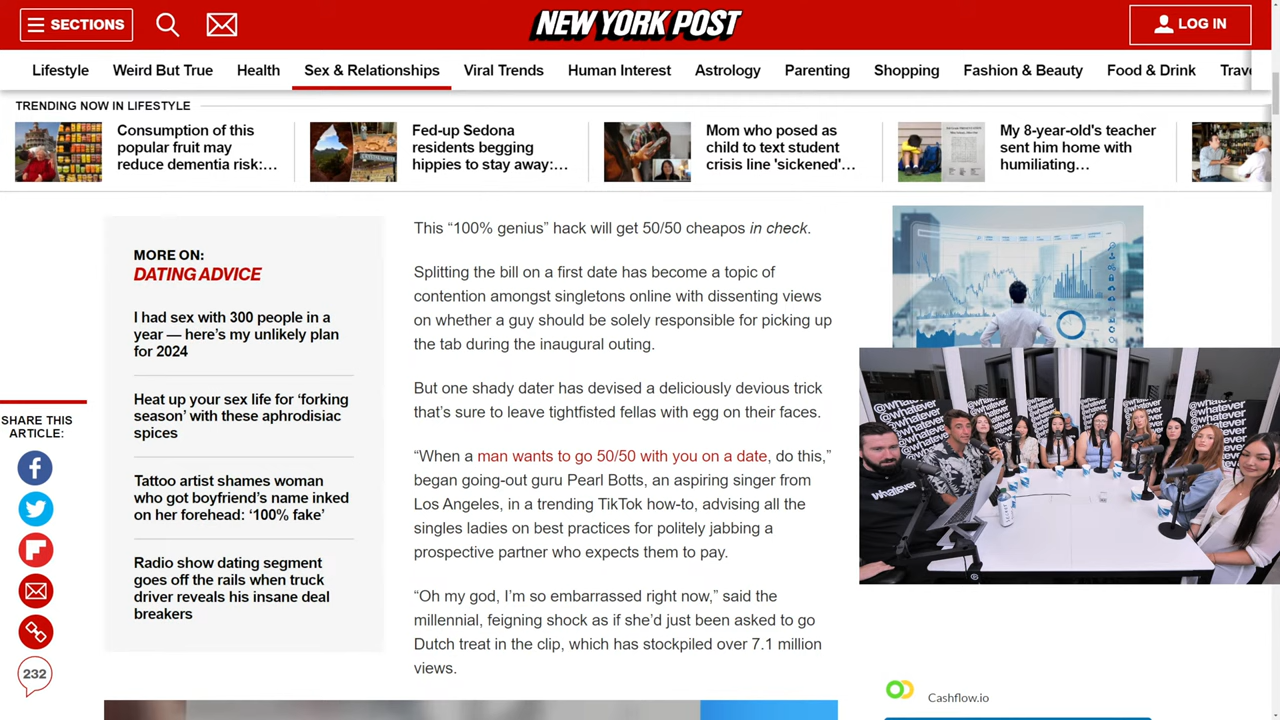 SECTIONS
NEW YORK POST
LOG IN
Lifestyle Weird But True Health Sex & Relationships Viral Trends Human Interest Astrology Parenting Shopping Fashion & Beauty Food & Drink
TRENDING NOW IN LIFESTYLE
Consumption of this
popular fruit may
reduce dementia risk:...
Fed-up Sedona
residents begging
hippies to stay away:...
Mom who posed as
child to text student
crisis line 'sickened'...
My 8-year-old's teacher
sent him home with
humiliating...
SHARE THIS
ARTICLE:
232
MORE ON:
DATING ADVICE
I had sex with 300 people in a
year — here's my unlikely plan
for 2024
Heat up your sex life for ‘forking
season’ with these aphrodisiac
spices
Tattoo artist shames woman
who got boyfriend’s name inked
on her forehead: ‘100% fake’
Radio show dating segment
goes off the rails when truck
driver reveals his insane deal
breakers
This “100% genius” hack will get 50/50 cheapos in check.
Splitting the bill on a first date has become a topic of
contention amongst singletons online with dissenting views
on whether a guy should be solely responsible for picking up
the tab during the inaugural outing.
But one shady dater has devised a deliciously devious trick
that’s sure to leave tightfisted fellas with egg on their faces.
“When a man wants to go 50/50 with you on a date, do this,”
began going-out guru Pearl Botts, an aspiring singer from
Los Angeles, in a trending TikTok how-to, advising all the
singles ladies on best practices for politely jabbing a
prospective partner who expects them to pay.
“Oh my god, I’m so embarrassed right now,” said the
millennial, feigning shock as if she’d just been asked to go
Dutch treat in the clip, which has stockpiled over 7.1 million
views.
@whatever
whatever
Cashflow.io